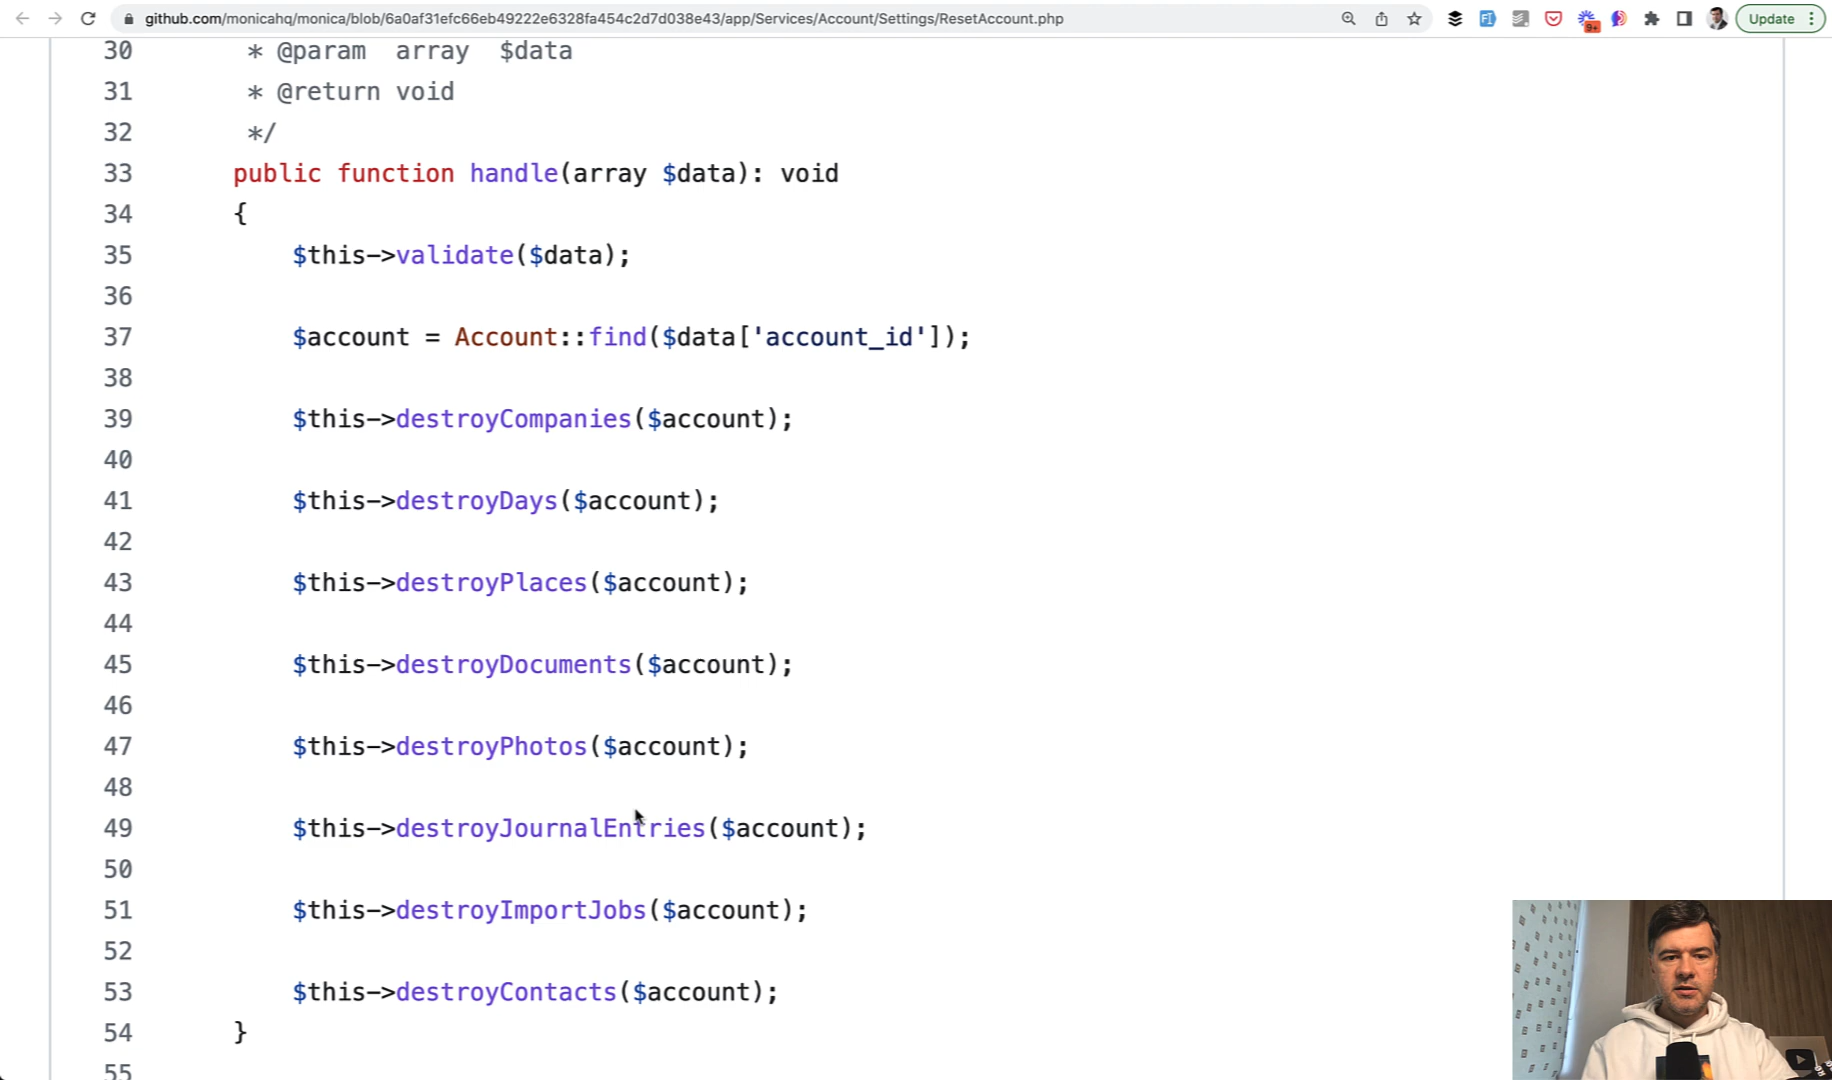 github.com/monicahq/monica/blob/6a0af31efc66eb49222e6328fa454c2d7d038e43/app/Services/Account/Settings/ResetAccount.php
9+
Update
30 * @param array $data
31 * @return void
32 */
33 public function handle(array $data): void
34 {
35 $this->validate($data);
36
37 $account = Account::find($data['account_id']);
38
39 $this->destroyCompanies($account);
40
41 $this->destroyDays($account);
42
43 $this->destroyPlaces($account);
44
45 $this->destroyDocuments($account);
46
47 $this->destroyPhotos($account);
48
49 $this->destroyJournalEntries($account);
50
51 $this->destroyImportJobs($account);
52
53 $this->destroyContacts($account);
54 }
55